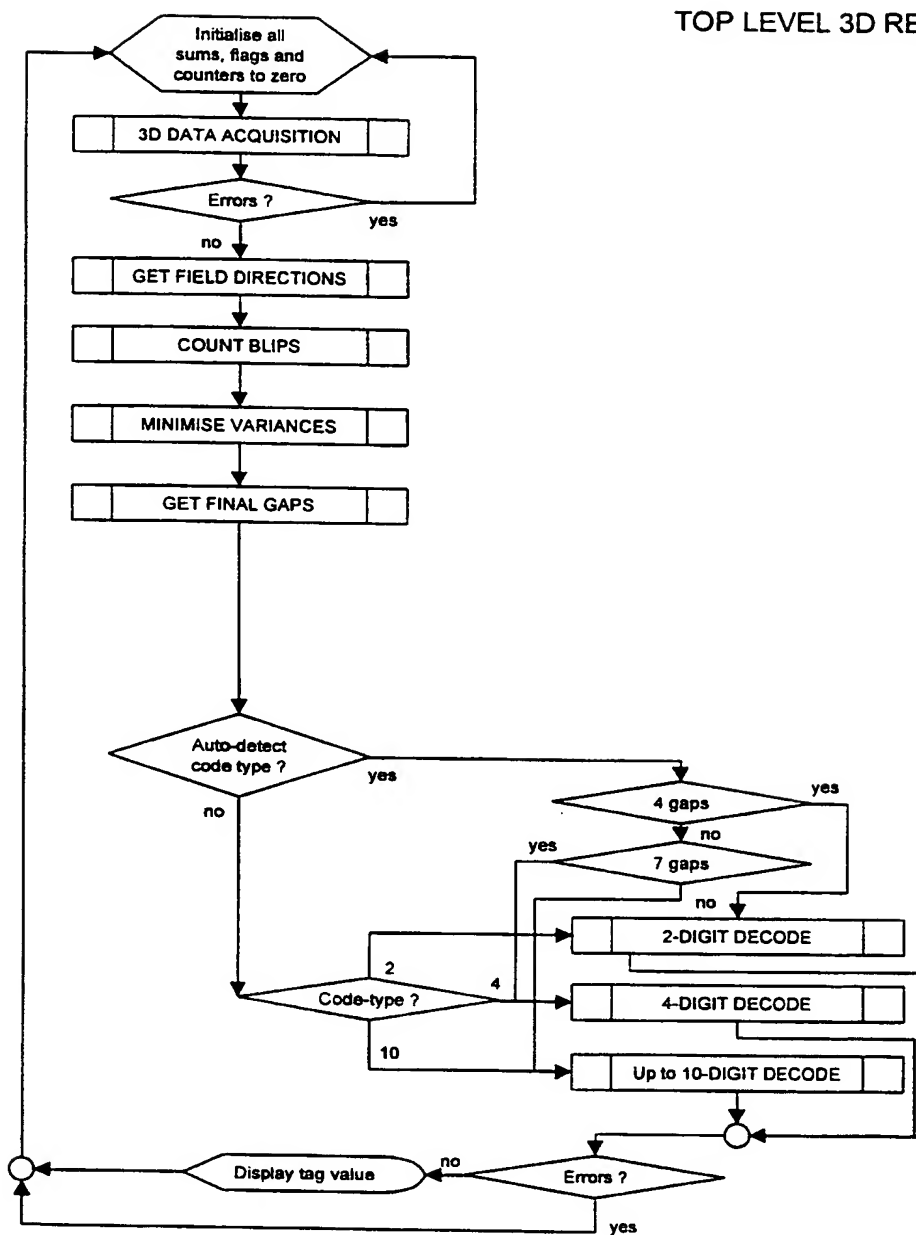 TOP LEVEL 3D RE
Initialise all
sums, flags and
counters to zero
3D DATA ACQUISITION
Errors ?
yes
no
GET FIELD DIRECTIONS
COUNT BLIPS
MINIMISE VARIANCES
GET FINAL GAPS
Auto-detect
code type ?
yes
no
4 gaps
yes
no
yes
7 gaps
no
2-DIGIT DECODE
2
Code-type ?
4
4-DIGIT DECODE
10
Up to 10-DIGIT DECODE
Display tag value
no
Errors ?
yes